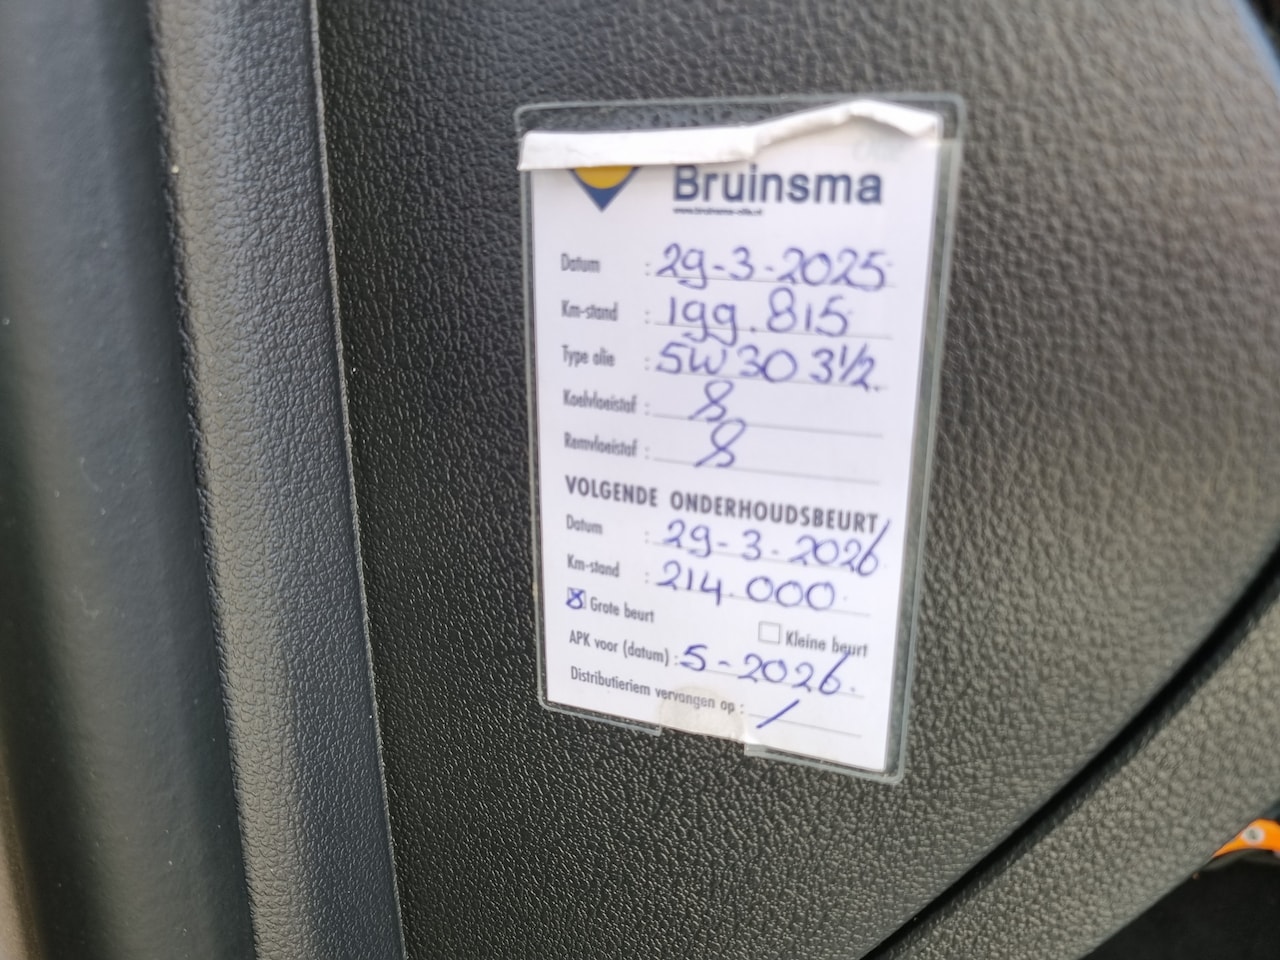 Bruinsma
Datum : 29-3-2025
Km-stand : 199.815
Type olie : 5W30 3½
Koelvloeistof : 8
Remvloeistof : 8
VOLGENDE ONDERHOUDSBEURT
Datum : 29-3-2026
Km-stand : 214.000
Grote beurt Kleine beurt
APK voor (datum) : 5-2026.
Distributieriem vervangen op : /